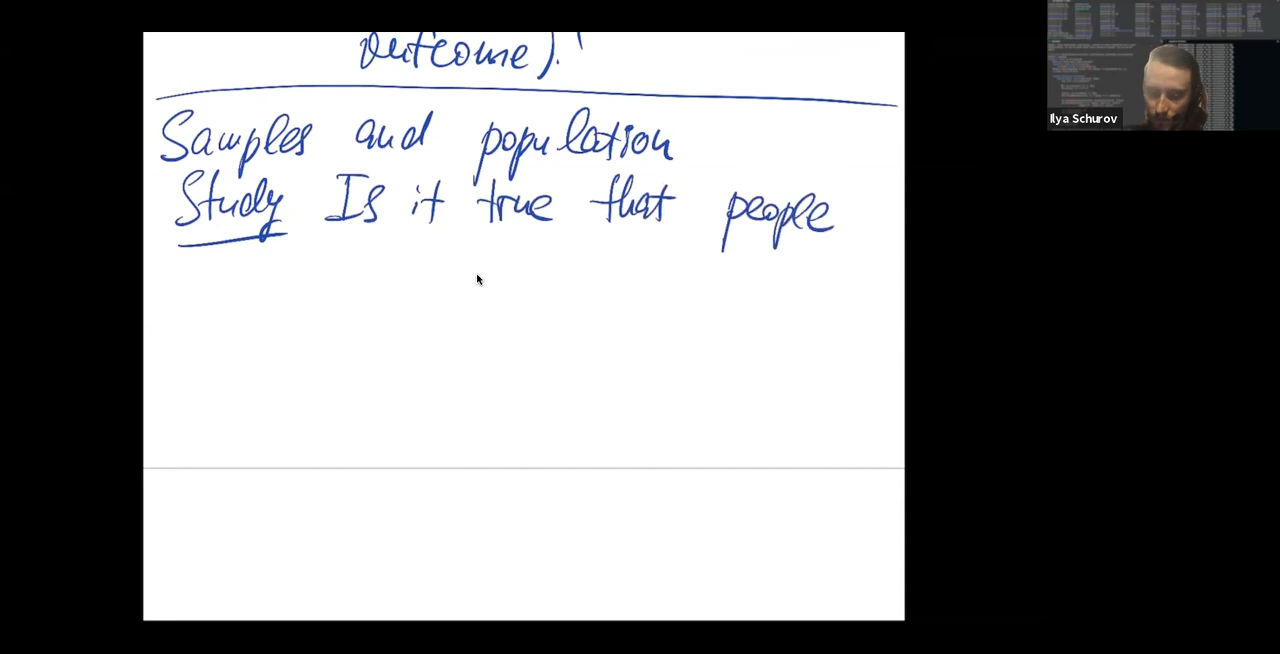 outcome).
Samples and population
Study Is it true that people
Ilya Schurov